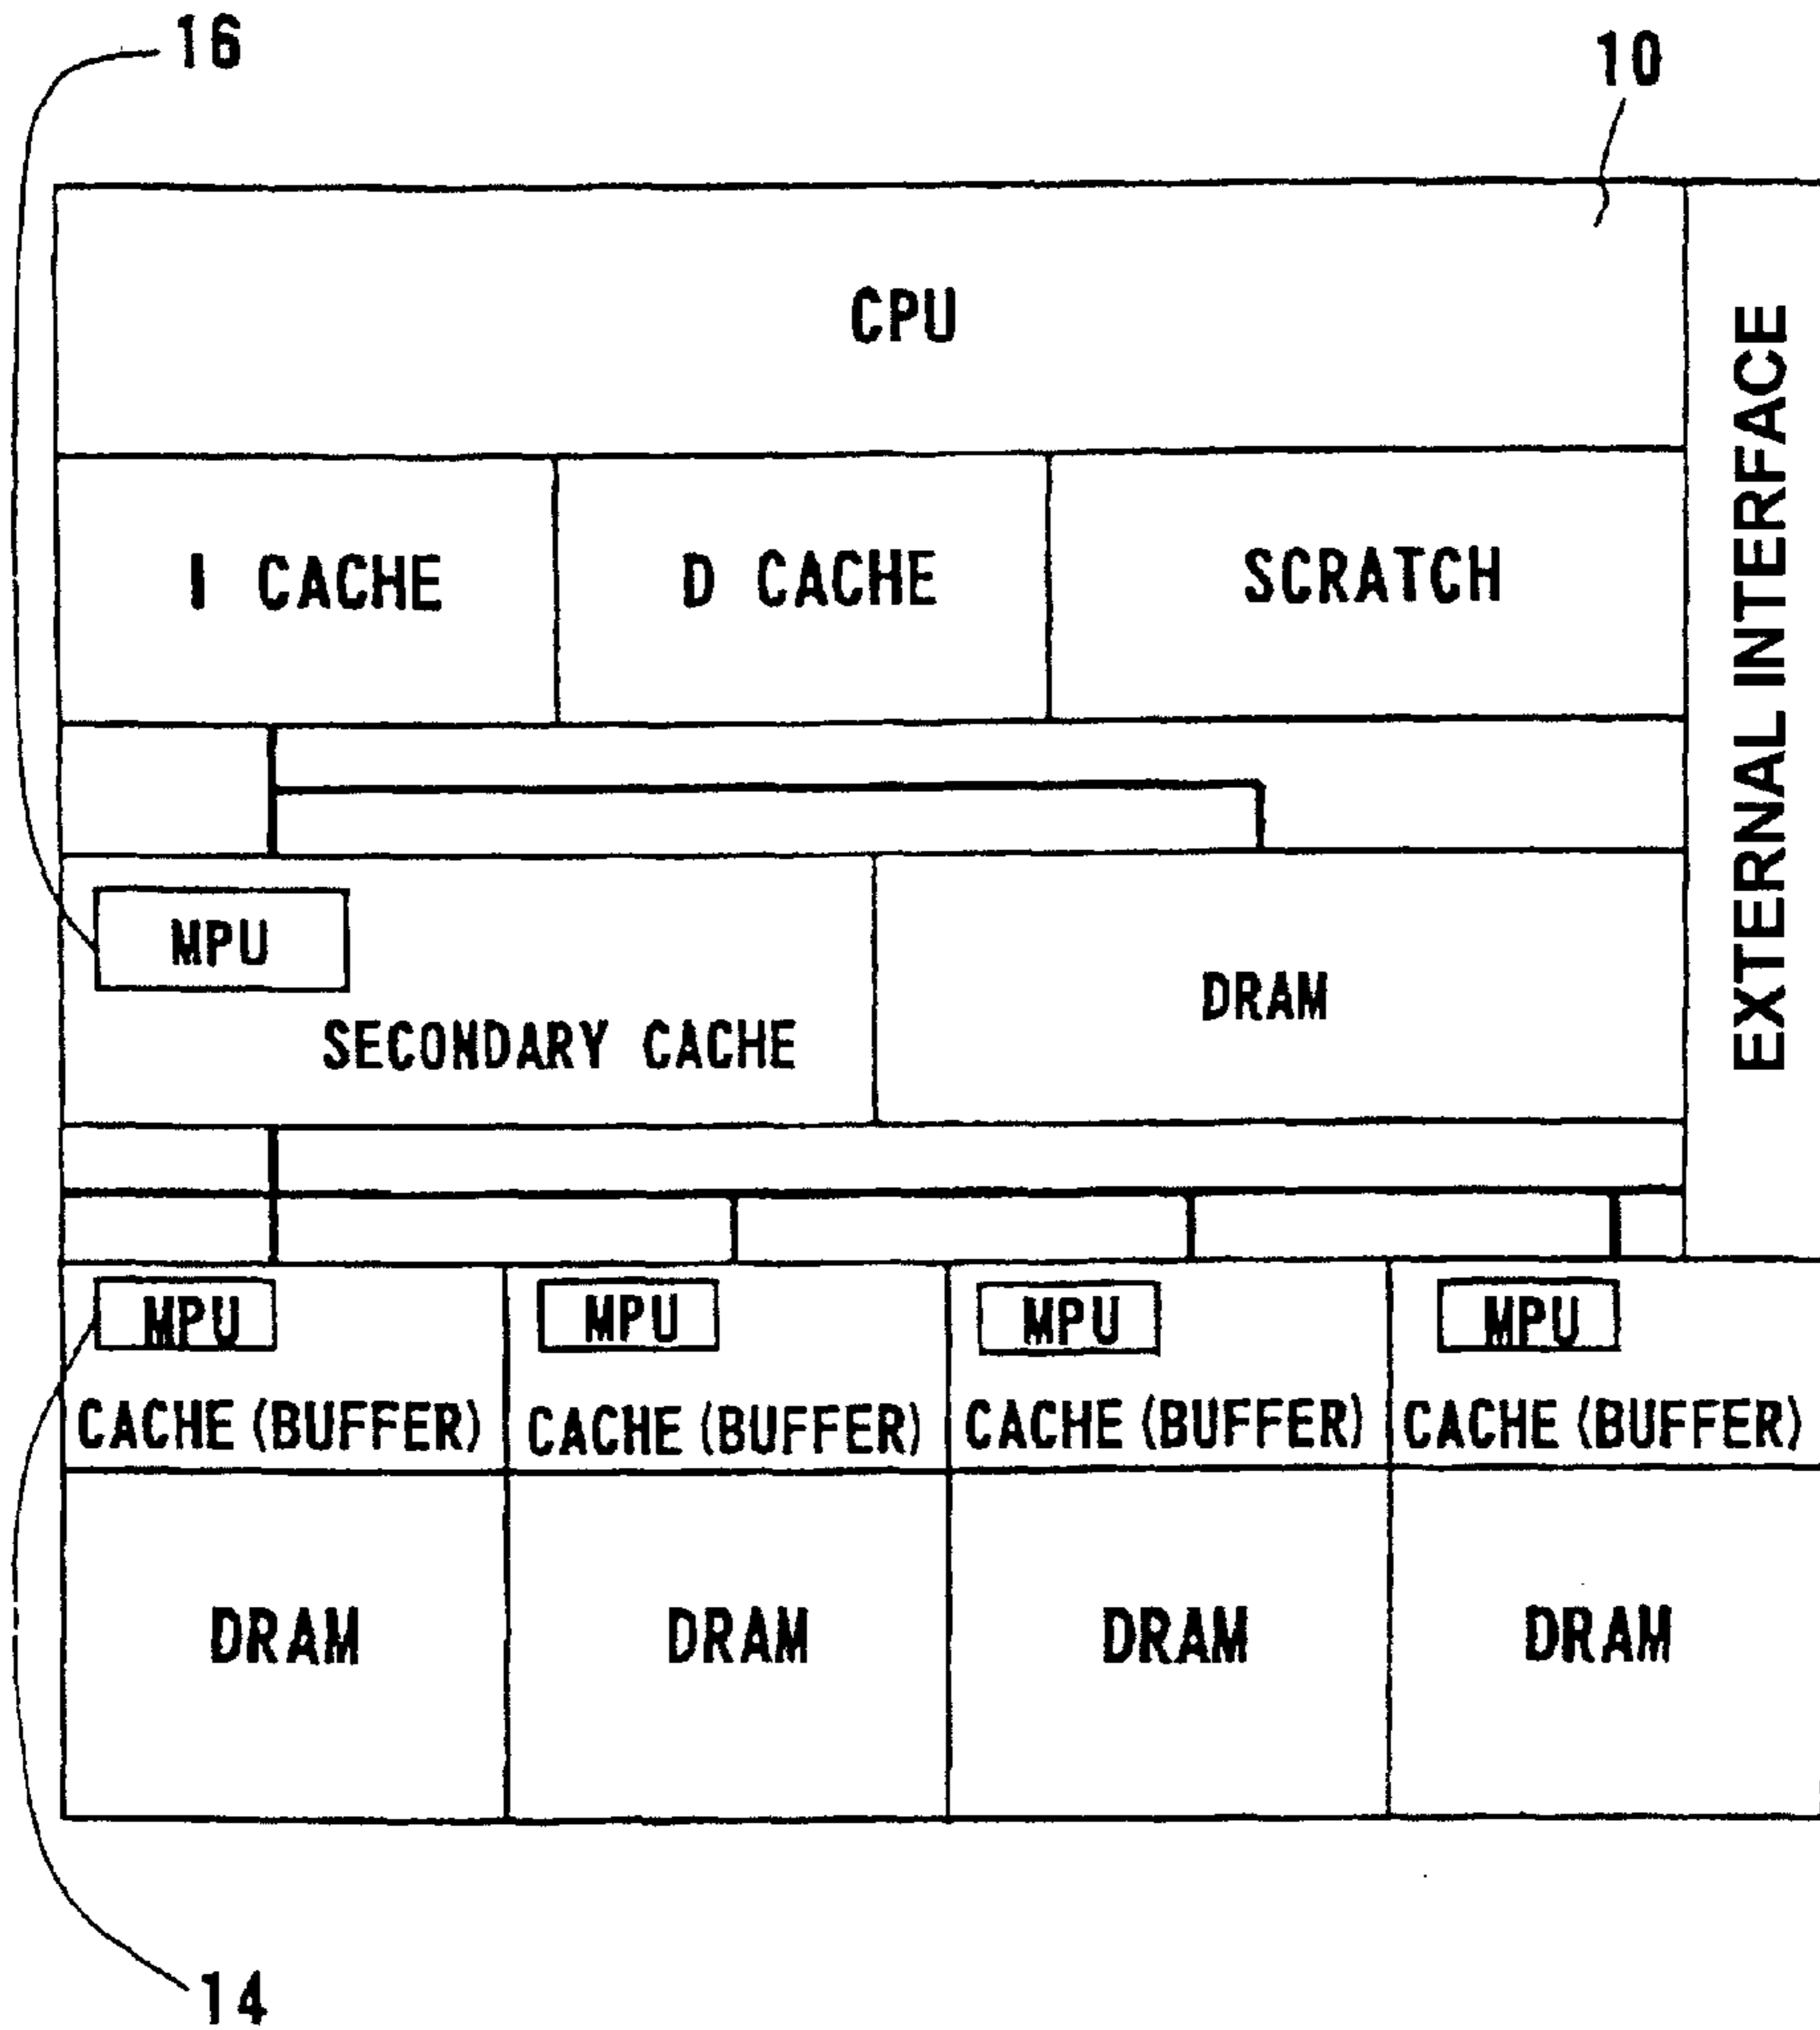 16
10
CPU
EXTERNAL INTERFACE
I CACHE
D CACHE
SCRATCH
MPU
SECONDARY CACHE
DRAM
MPU
MPU
MPU
MPU
CACHE (BUFFER)
CACHE (BUFFER)
CACHE (BUFFER)
CACHE (BUFFER)
DRAM
DRAM
DRAM
DRAM
14